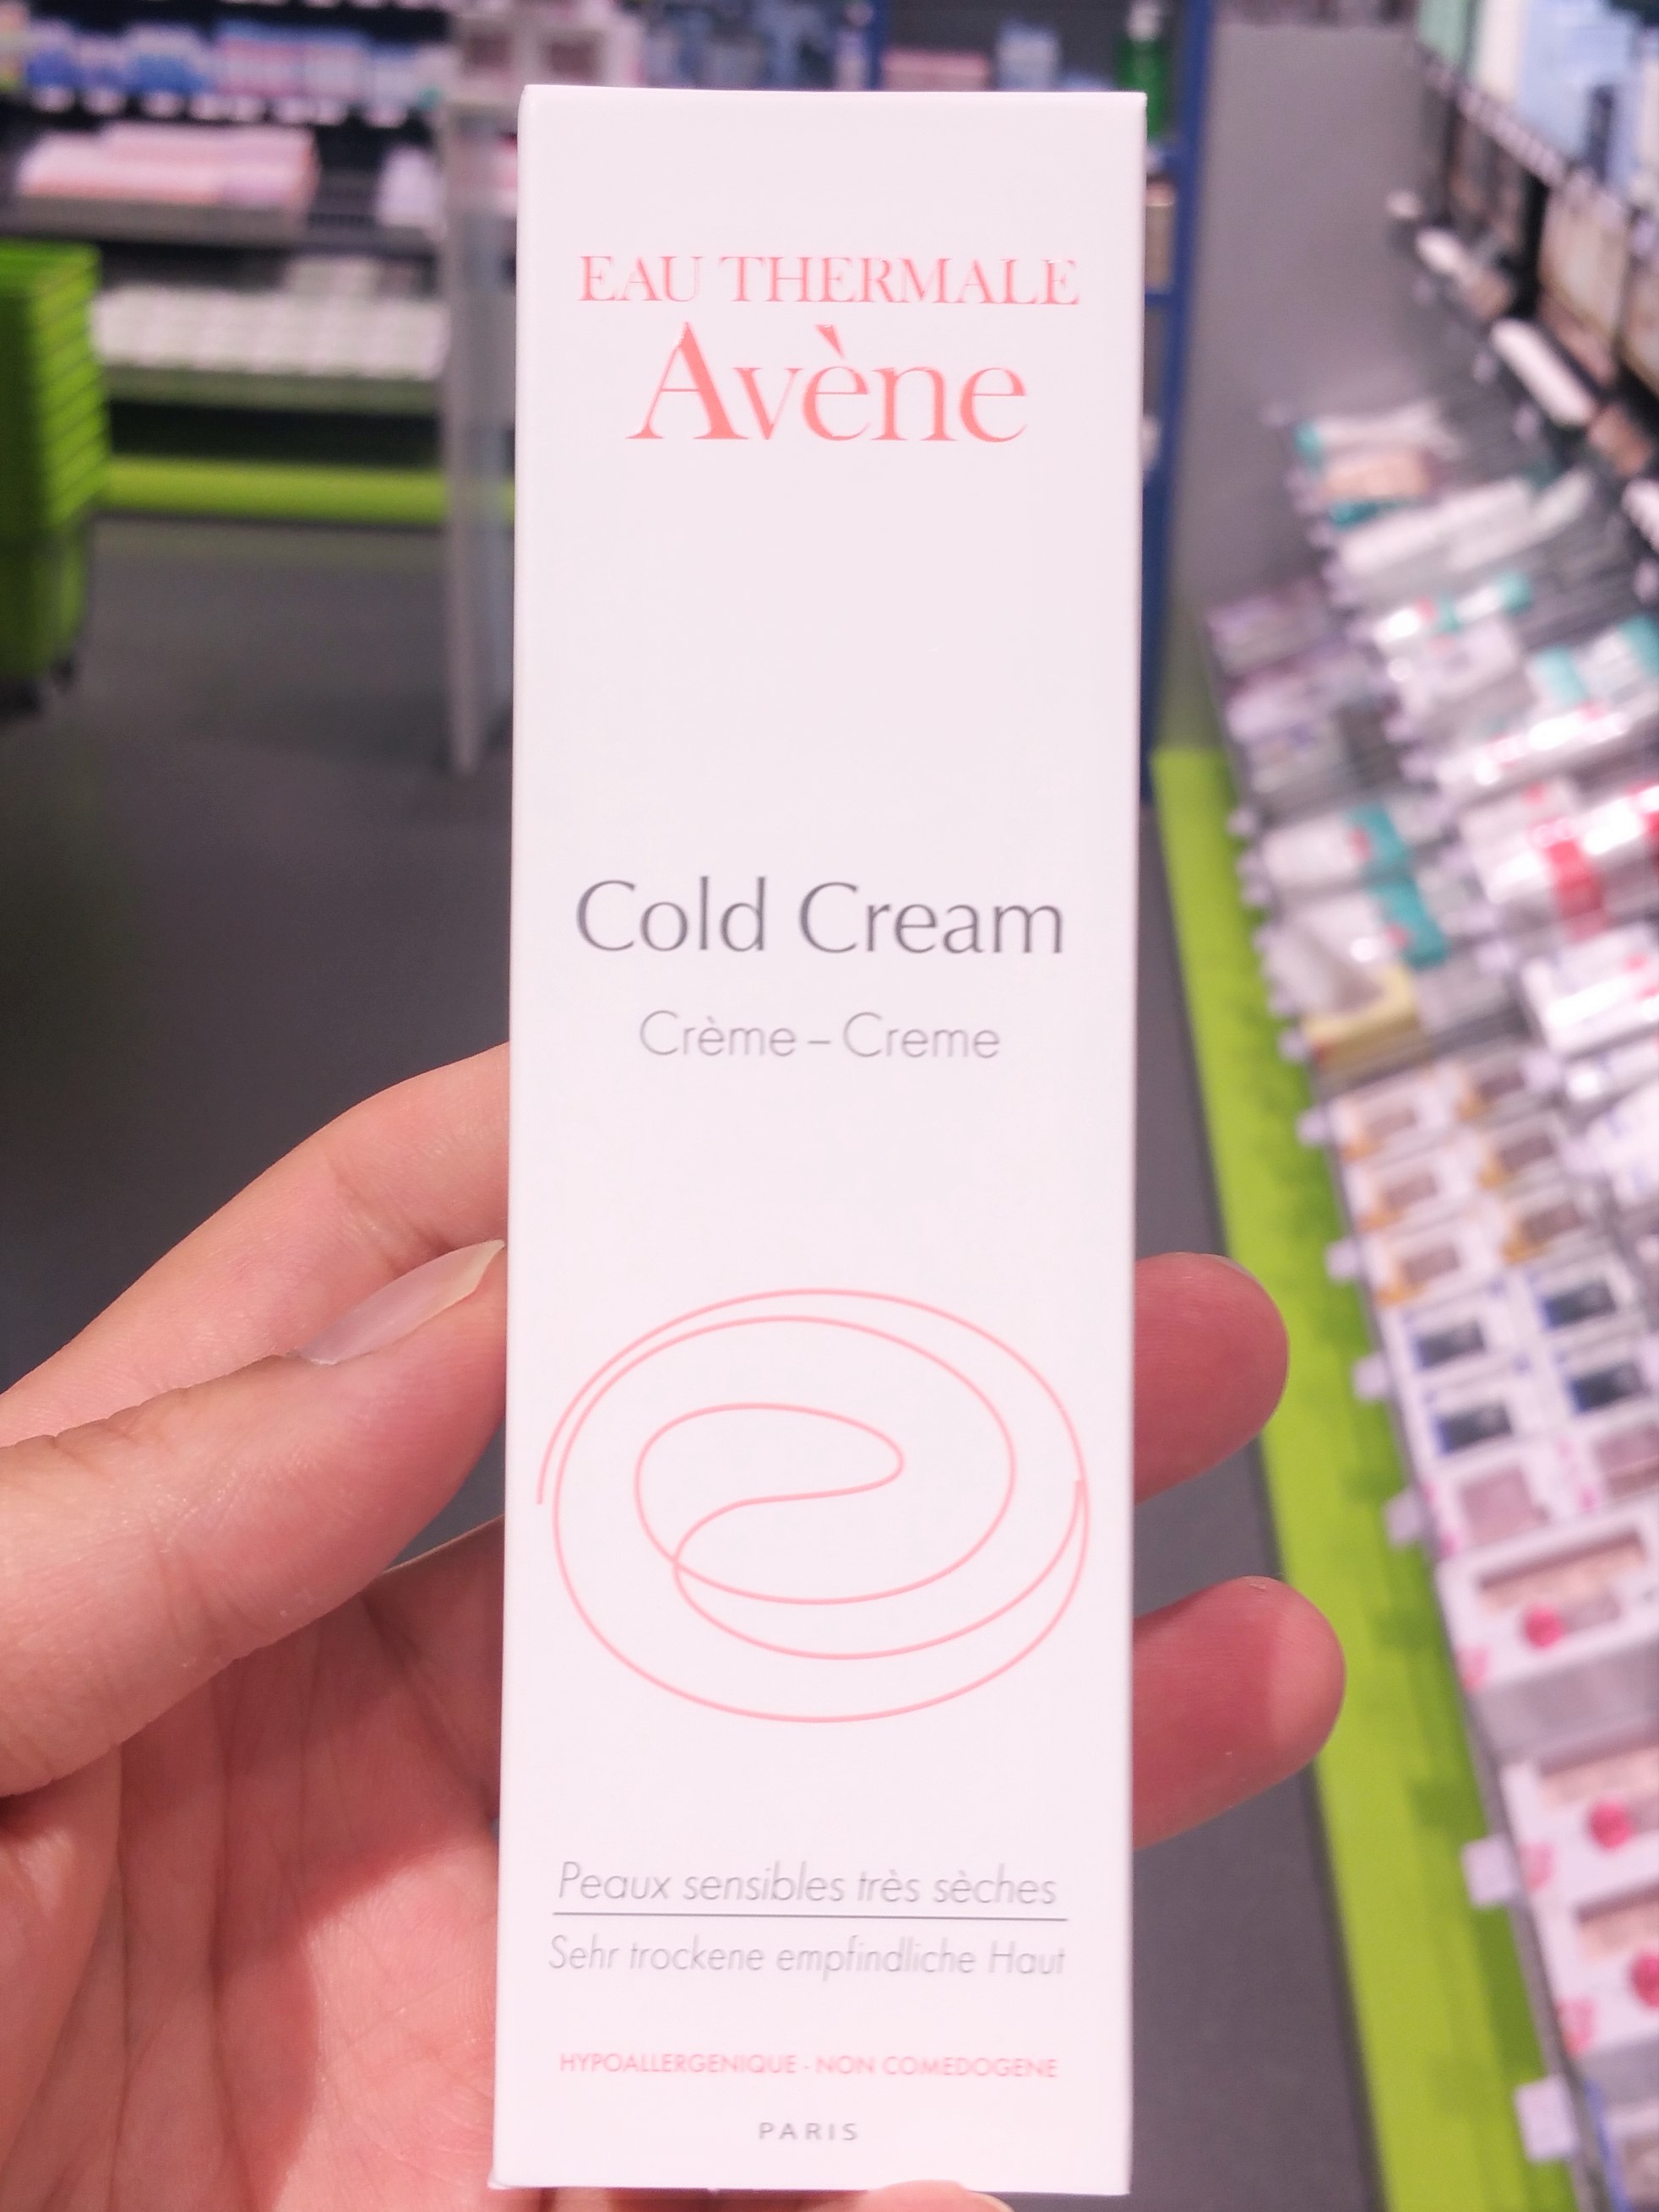 EAU THERMALE
Avène
Cold Cream
Crème – Creme
Peaux sensibles très sèches
Sehr trockene empfindliche Haut
HYPOALLERGENIQUE - NON COMEDOGENE
PARIS